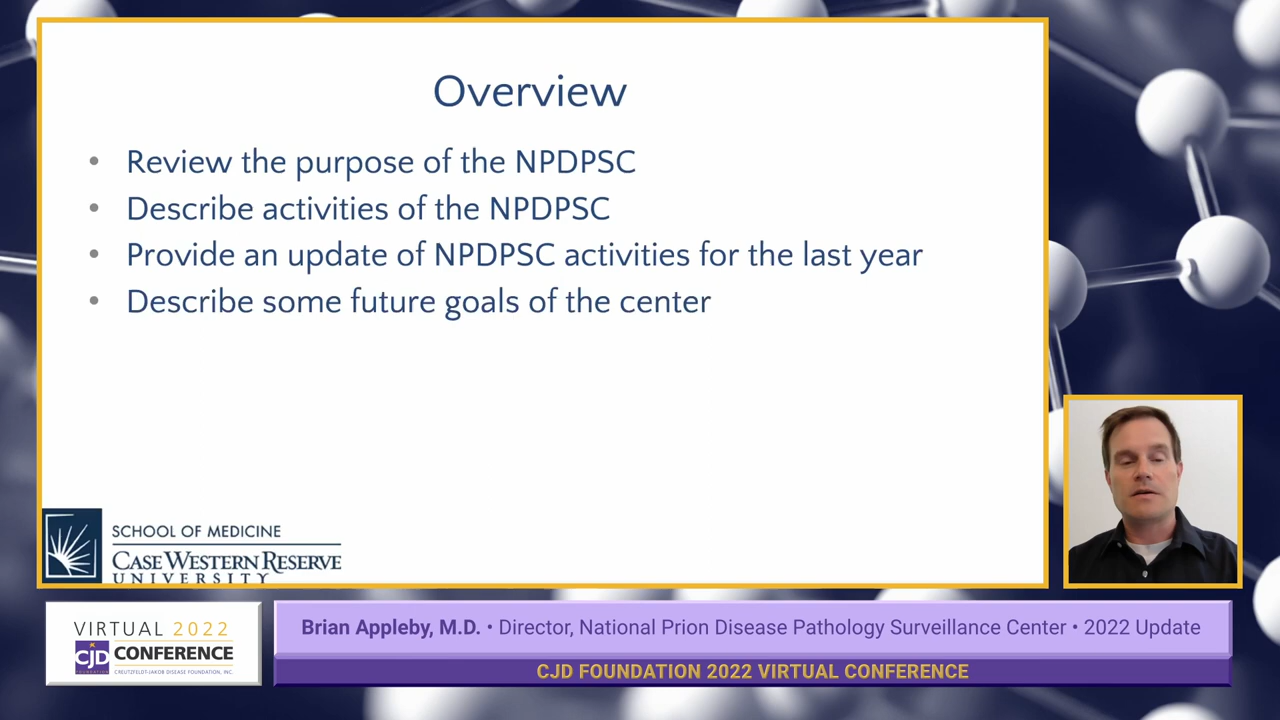 Overview
• Review the purpose of the NPDPSC
• Describe activities of the NPDPSC
• Provide an update of NPDPSC activities for the last year
• Describe some future goals of the center
SCHOOL OF MEDICINE
CASE WESTERN RESERVE
UNIVERSITY
VIRTUAL 2022
CJD CONFERENCE
FOUNDATION CREUTZFELDT-JAKOB DISEASE FOUNDATION, INC.
Brian Appleby, M.D. • Director, National Prion Disease Pathology Surveillance Center • 2022 Update
CJD FOUNDATION 2022 VIRTUAL CONFERENCE